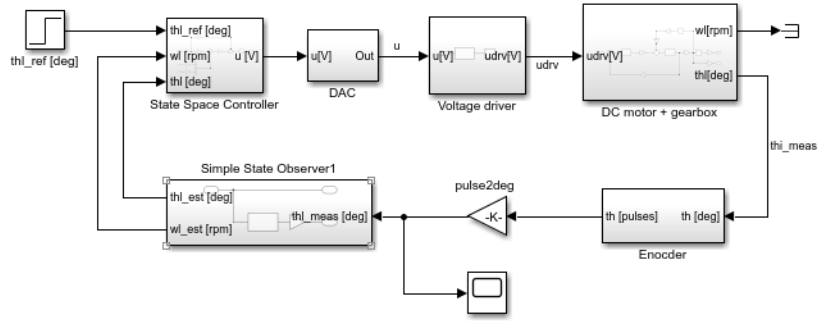 thl_ref [deg]
thl_ref [deg]
wl [rpm]
thl [deg]
u [V]
State Space Controller
u[V]
Out
DAC
u
u[V]
udrv[V]
Voltage driver
udrv
udrv[V]
wl[rpm]
thl[deg]
DC motor + gearbox
thi_meas
Simple State Observer1
thl_est [deg]
wl_est [rpm]
thl_meas [deg]
pulse2deg
-K-
th [pulses]
th [deg]
Enocder